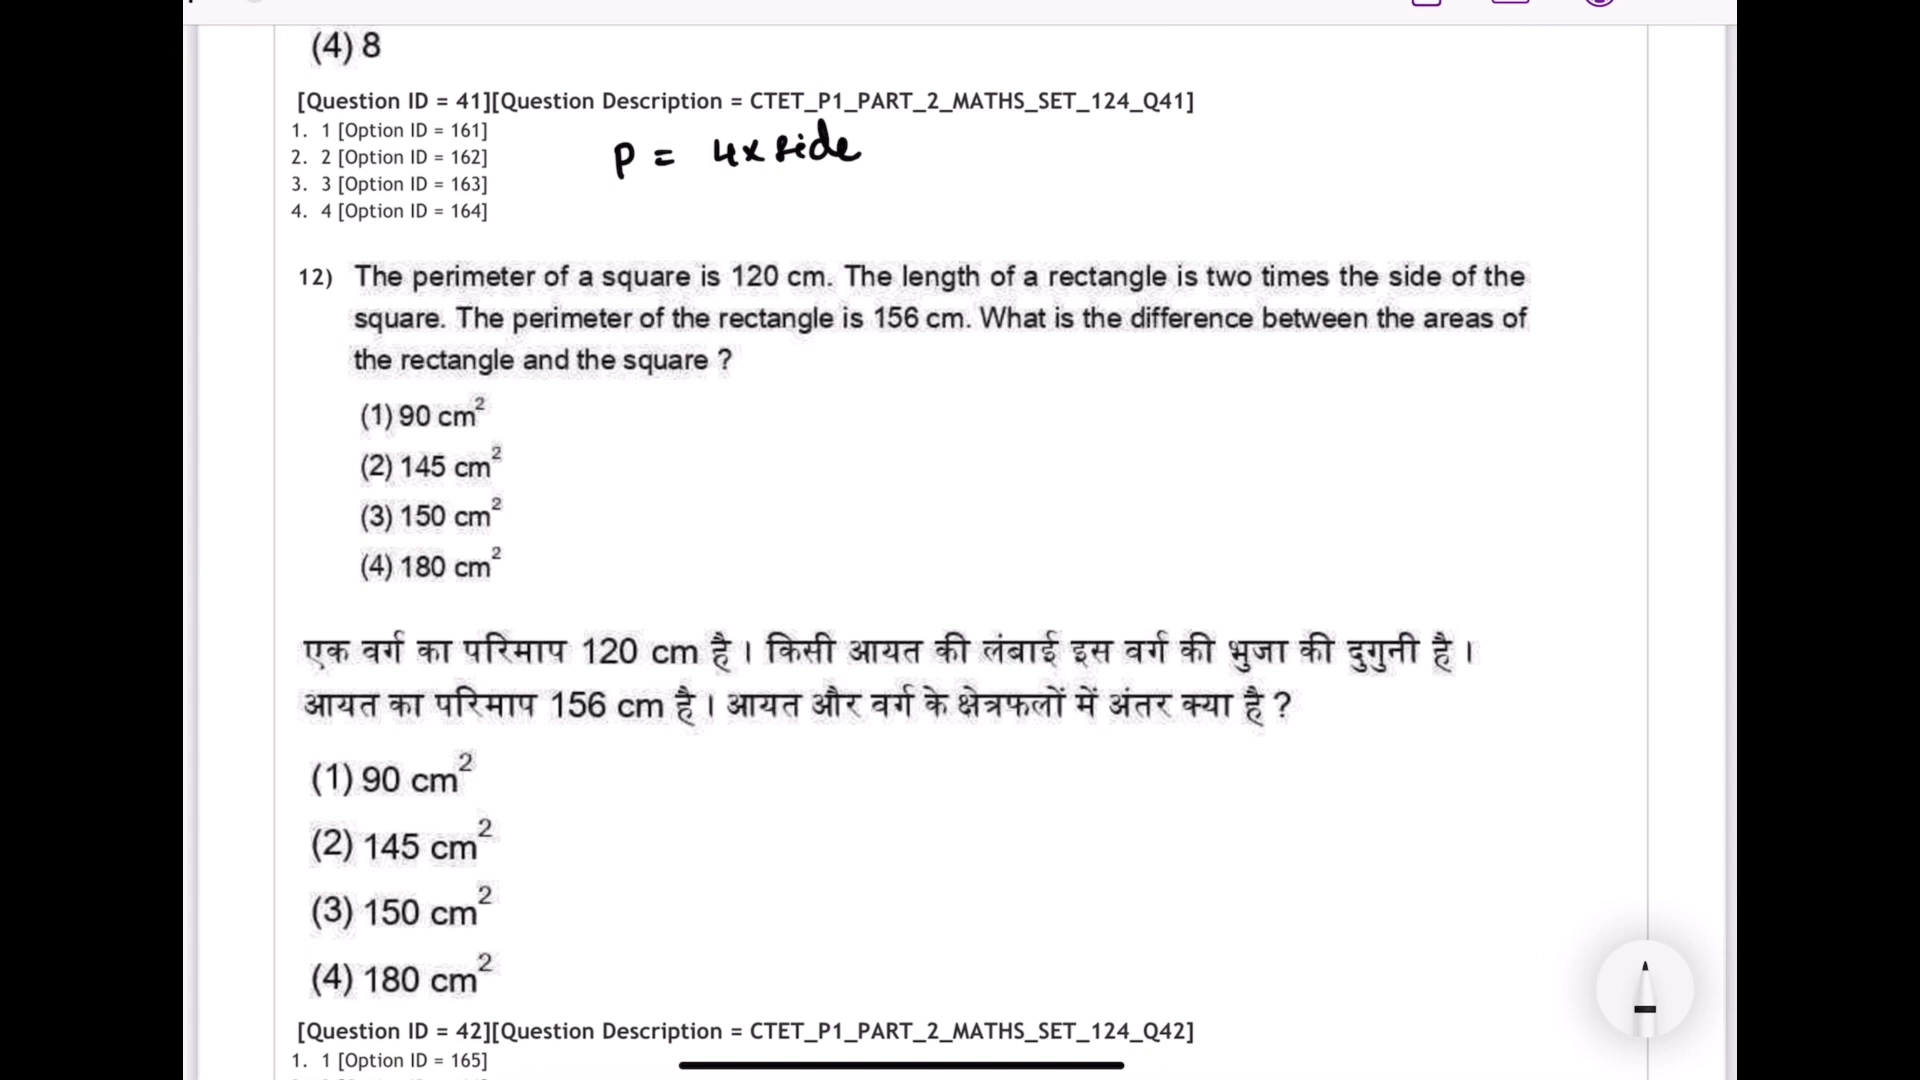 (4) 8
[Question ID = 41][Question Description = CTET_P1_PART_2_MATHS_SET_124_Q41]
1. 1 [Option ID = 161]
2. 2 [Option ID = 162]
3. 3 [Option ID = 163]
4. 4 [Option ID = 164]
P = 4x side
12) The perimeter of a square is 120 cm. The length of a rectangle is two times the side of the
square. The perimeter of the rectangle is 156 cm. What is the difference between the areas of
the rectangle and the square ?
(1) 90 cm²
(2) 145 cm²
(3) 150 cm²
(4) 180 cm²
एक वर्ग का परिमाप 120 cm है । किसी आयत की लंबाई इस वर्ग की भुजा की दुगुनी है ।
आयत का परिमाप 156 cm है । आयत और वर्ग के क्षेत्रफलों में अंतर क्या है ?
(1) 90 cm²
(2) 145 cm²
(3) 150 cm²
(4) 180 cm²
[Question ID = 42][Question Description = CTET_P1_PART_2_MATHS_SET_124_Q42]
1. 1 [Option ID = 165]